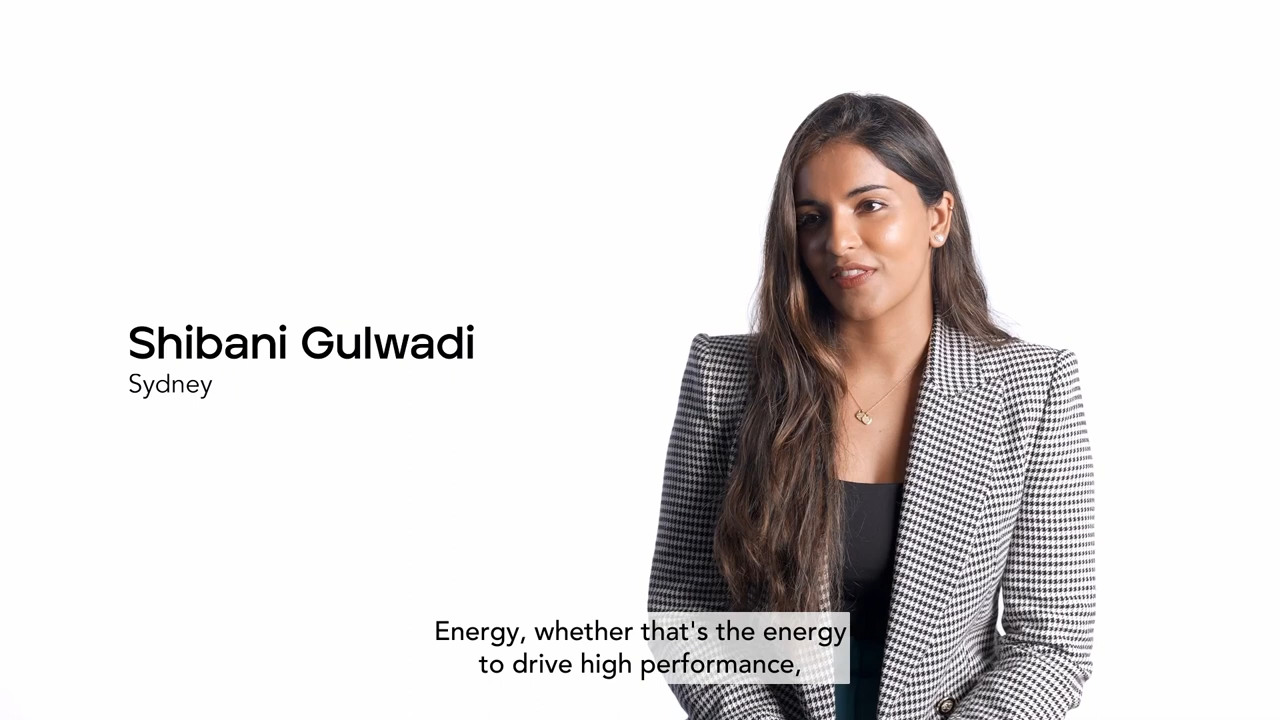 Shibani Gulwadi
Sydney
Energy, whether that's the energy
to drive high performance,